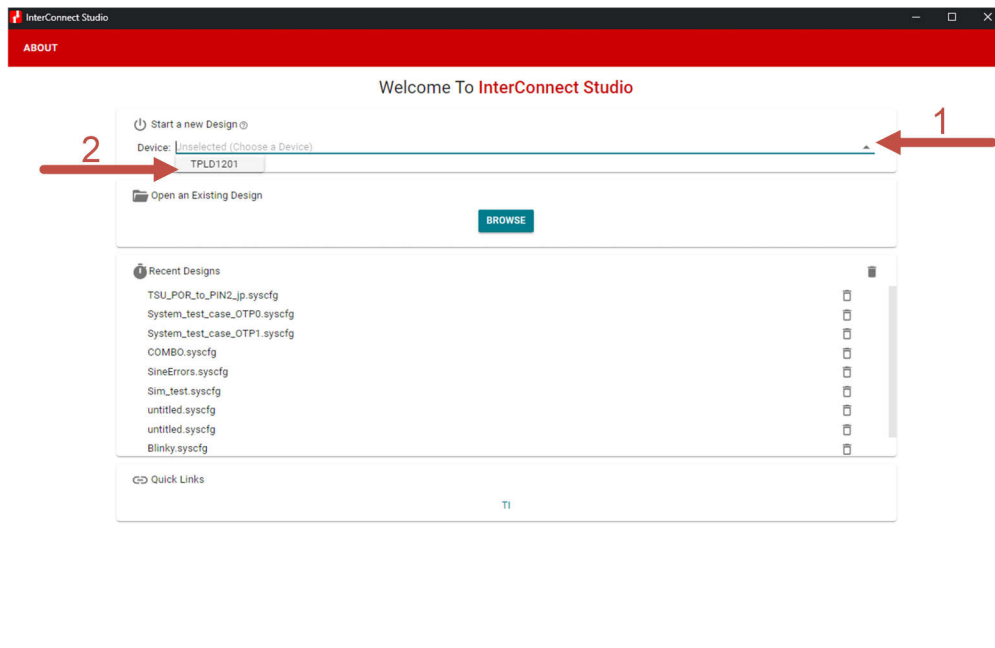 InterConnect Studio
ABOUT
Welcome To InterConnect Studio
1
Start a new Design
Device: Unselected (Choose a Device)
2
TPLD1201
Open an Existing Design
BROWSE
Recent Designs
TSU_POR_to_PIN2_jp.syscfg
System_test_case_OTP0.syscfg
System_test_case_OTP1.syscfg
COMBO.syscfg
SineErrors.syscfg
Sim_test.syscfg
untitled.syscfg
untitled.syscfg
Blinky.syscfg
Quick Links
TI